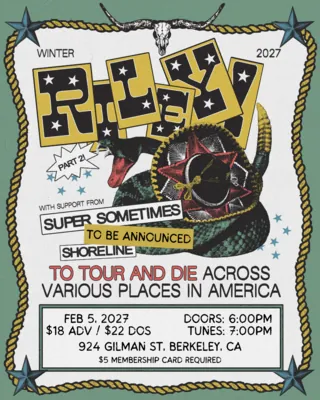 WINTER 2027
RILEY!
PART 2!
WITH SUPPORT FROM
SUPER SOMETIMES
TO BE ANNOUNCED
SHORELINE
TO TOUR AND DIE ACROSS
VARIOUS PLACES IN AMERICA
FEB 5. 2027 DOORS: 6:00PM
$18 ADV / $22 DOS TUNES: 7:00PM
924 GILMAN ST. BERKELEY. CA
$5 MEMBERSHIP CARD REQUIRED